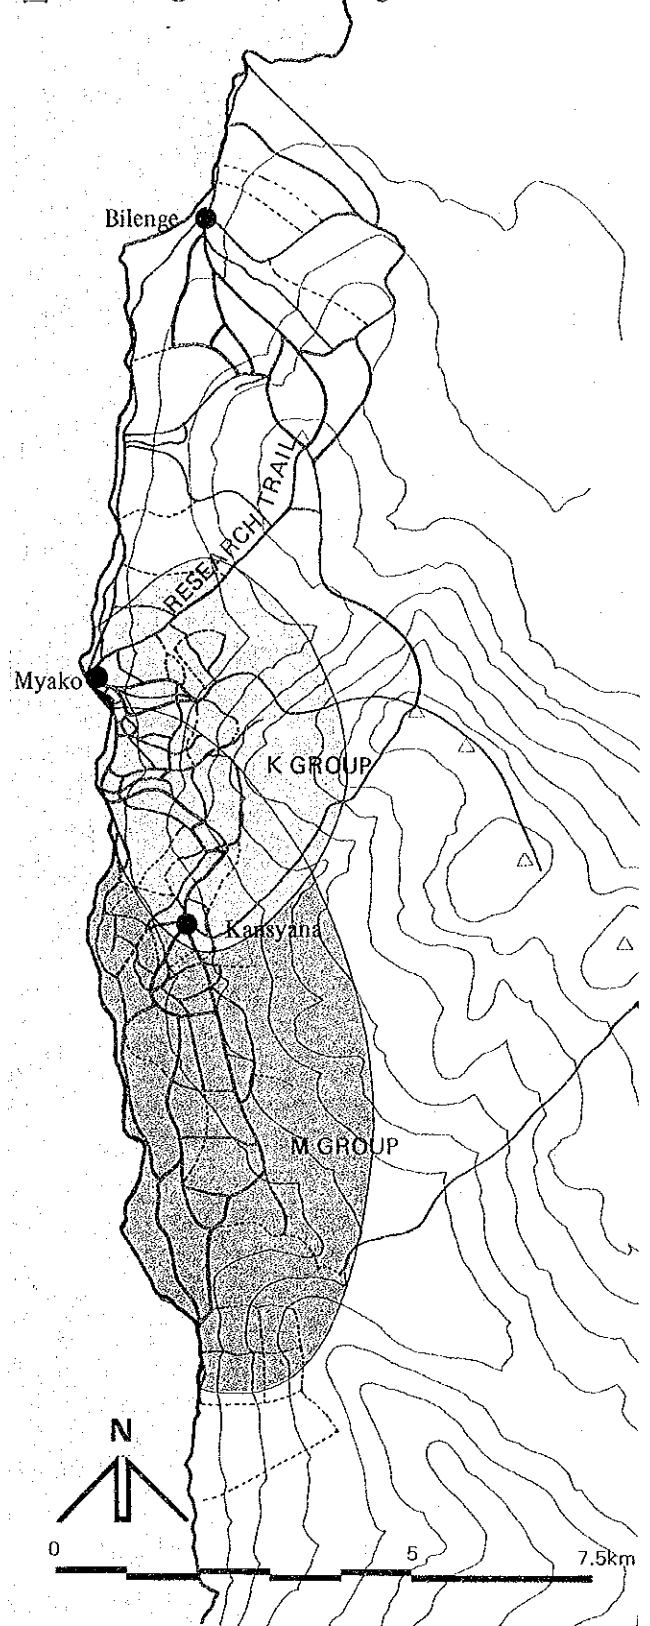 Bilenge
RESEARCH TRAIL
Myako
K GROUP
Kansyana
M GROUP
N
0
5
7.5km